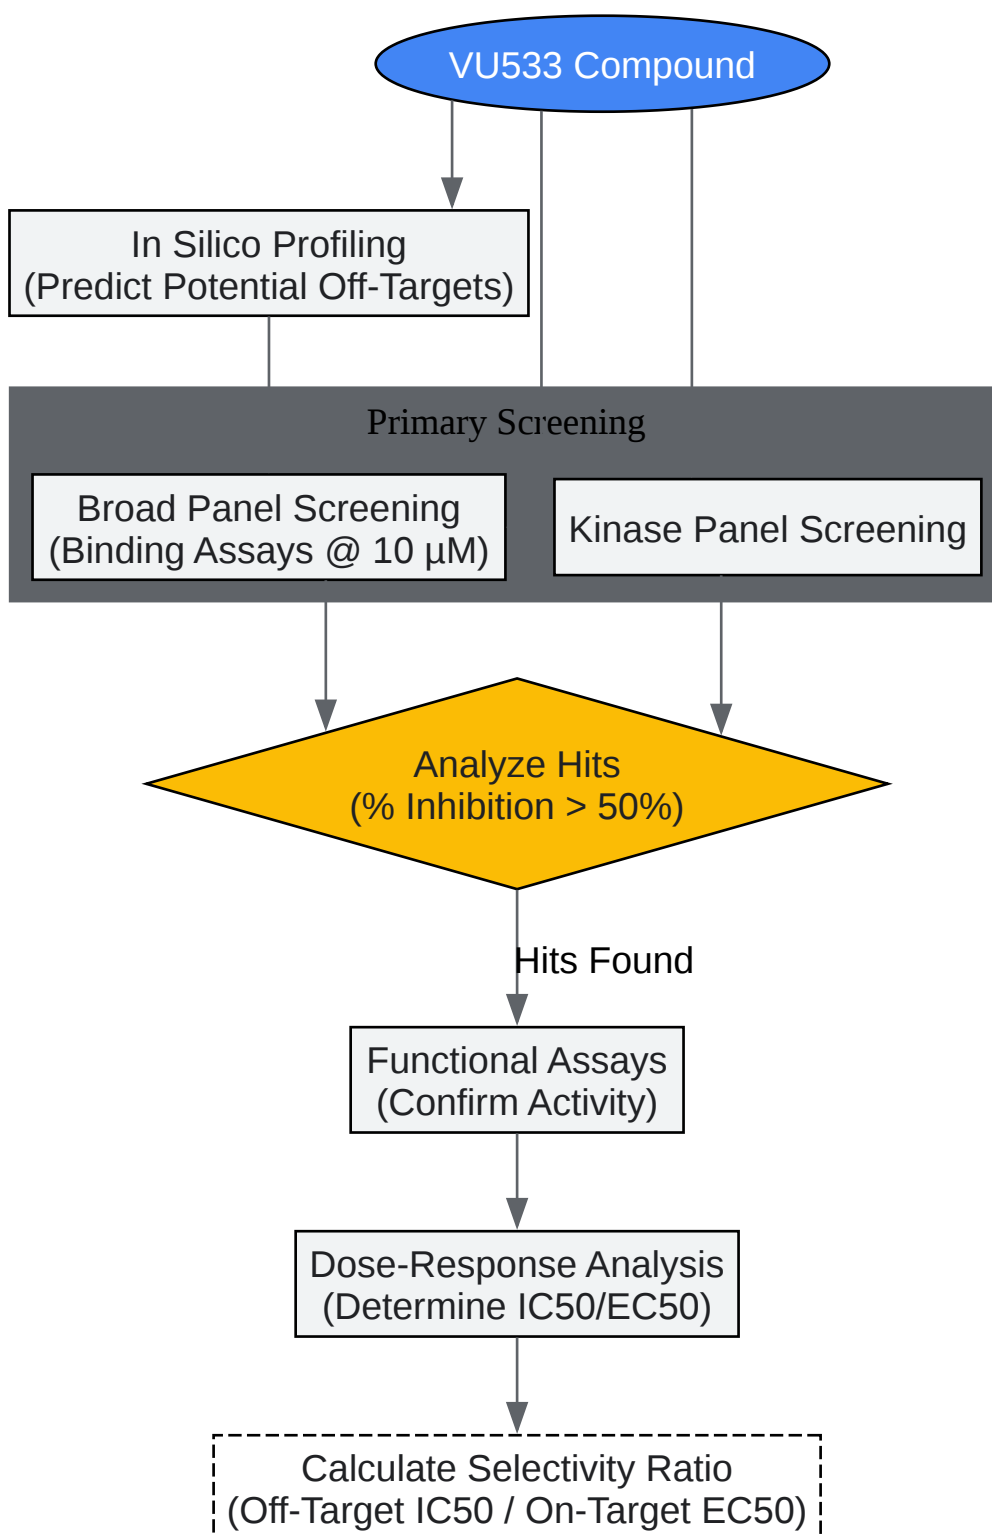 VU533 Compound
In Silico Profiling
(Predict Potential Off-Targets)
Primary Screening
Broad Panel Screening
(Binding Assays @ 10 µM)
Kinase Panel Screening
Analyze Hits
(% Inhibition > 50%)
Hits Found
Functional Assays
(Confirm Activity)
Dose-Response Analysis
(Determine IC50/EC50)
Calculate Selectivity Ratio
(Off-Target IC50 / On-Target EC50)